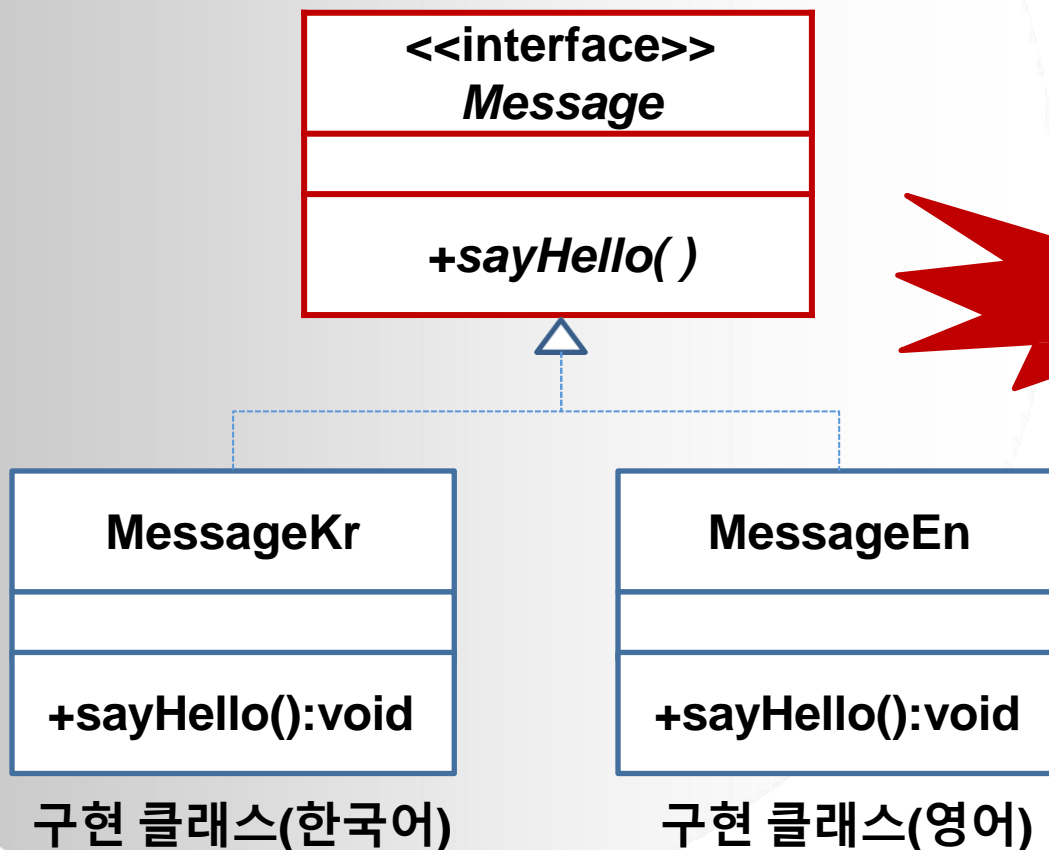 <<interface>>
Message
+sayHello( )
MessageKr
MessageEn
+sayHello():void
+sayHello():void
구현 클래스(한국어)
구현 클래스(영어)